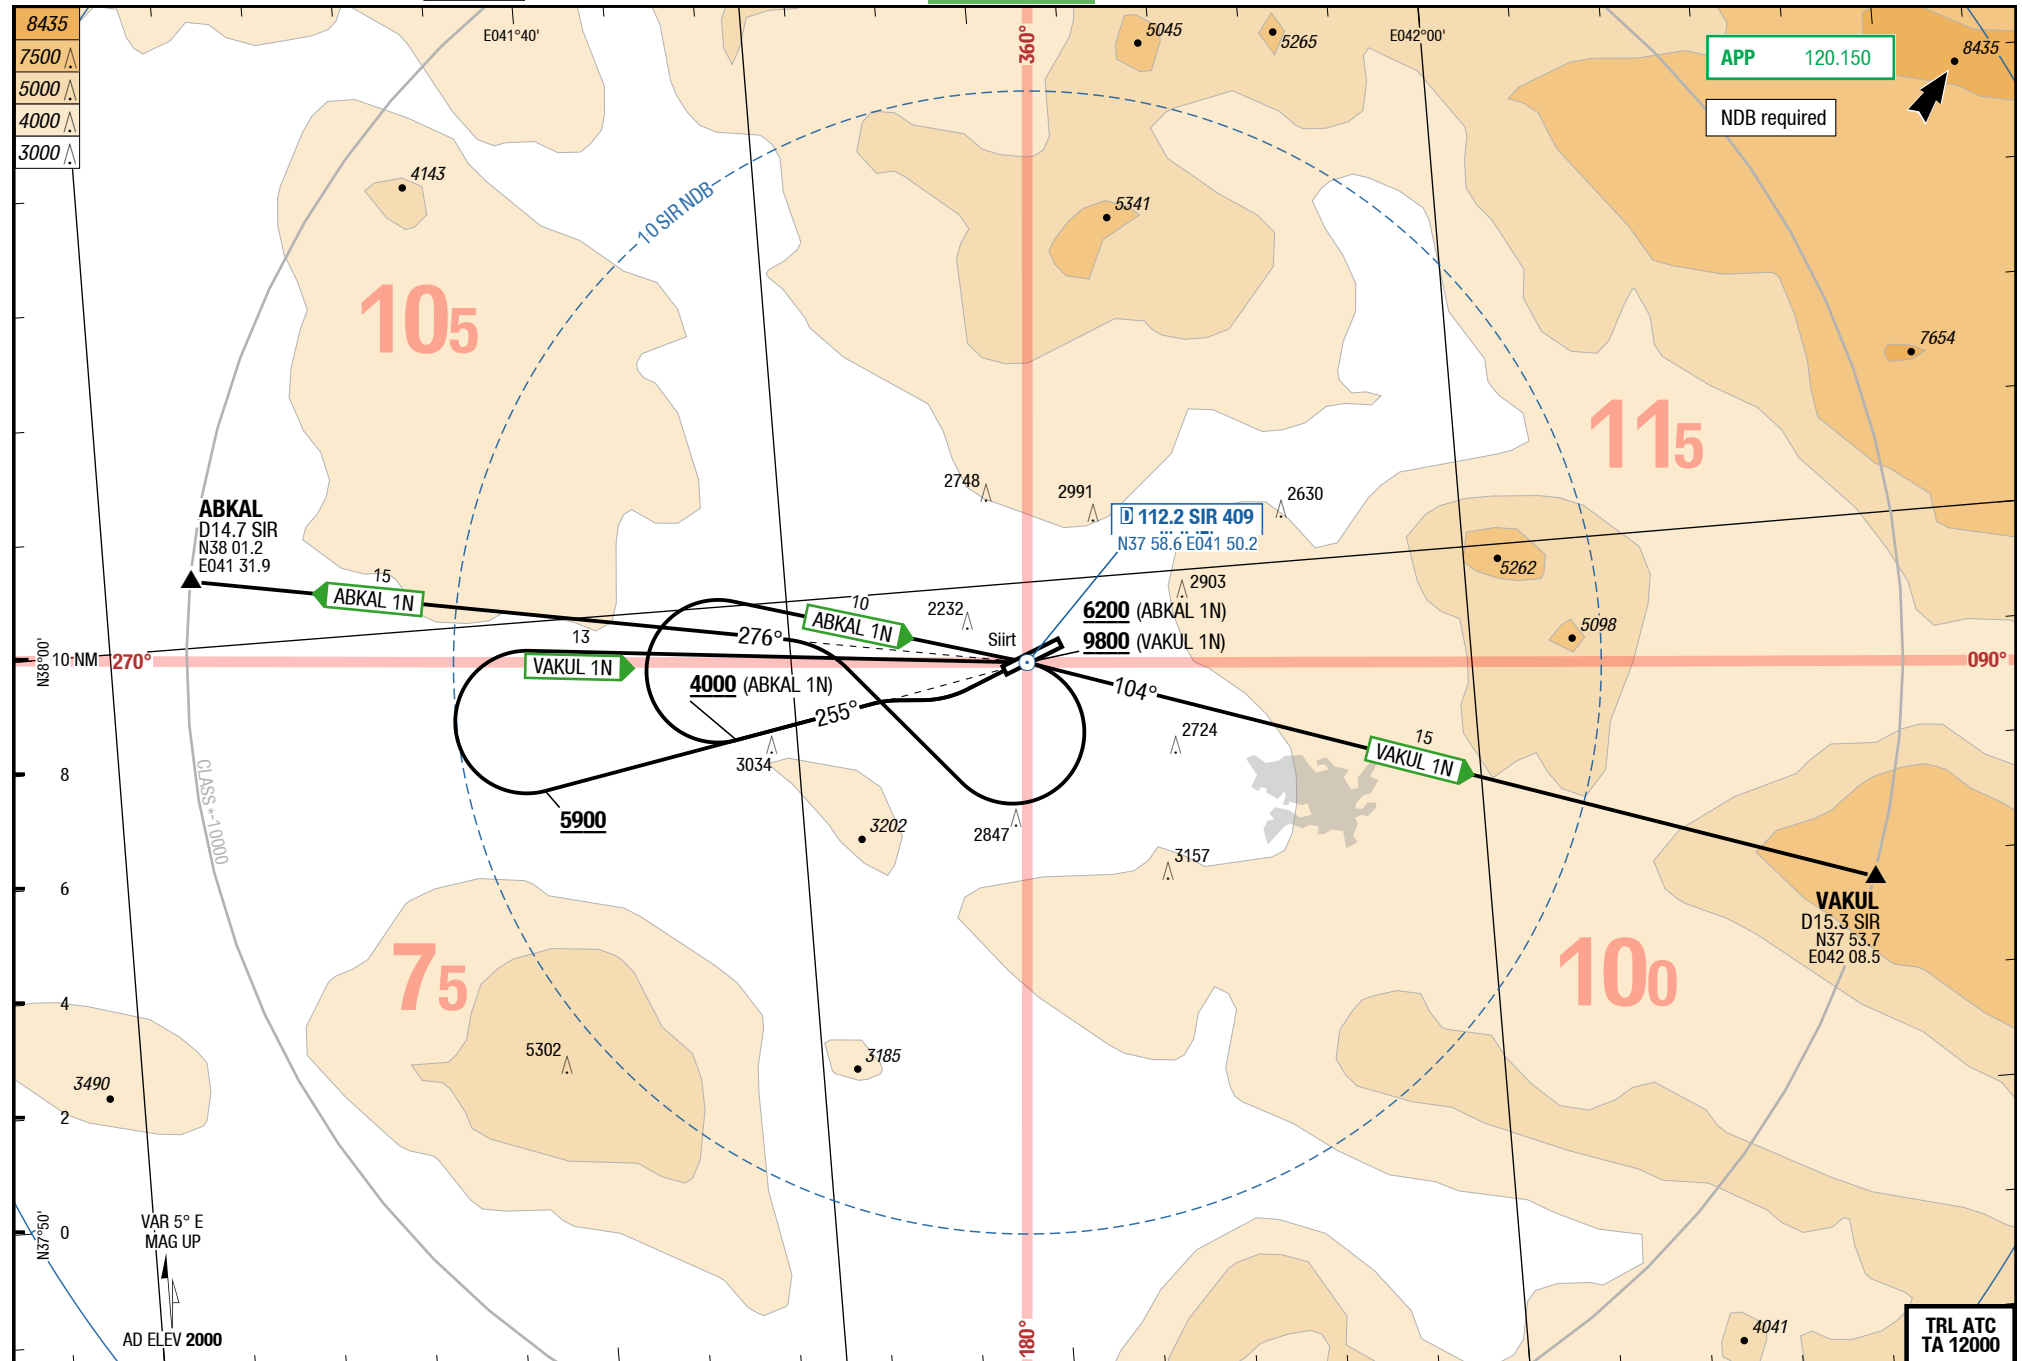 8435
7500
5000
4000
3000
E041°40'
360°
5045
5265
E042°00'
APP 120.150
8435
NDB required
4143
10 SIR NDB
5341
105
7654
115
ABKAL
D14.7 SIR
N38 01.2
E041 31.9
2748
2991
2630
D 112.2 SIR 409
N37 58.6 E041 50.2
5262
15
ABKAL 1N
10
ABKAL 1N
2232
2903
6200 (ABKAL 1N)
9800 (VAKUL 1N)
Siirt
5098
276°
13
VAKUL 1N
N38°00'
10 NM
270°
090°
4000 (ABKAL 1N)
255°
104°
2724
15
VAKUL 1N
3034
8
5900
3202
2847
CLASS *-10000
3157
6
VAKUL
D15.3 SIR
N37 53.7
E042 08.5
75
100
4
5302
3185
3490
2
N37°50'
0
VAR 5° E
MAG UP
AD ELEV 2000
180°
4041
TRL ATC
TA 12000